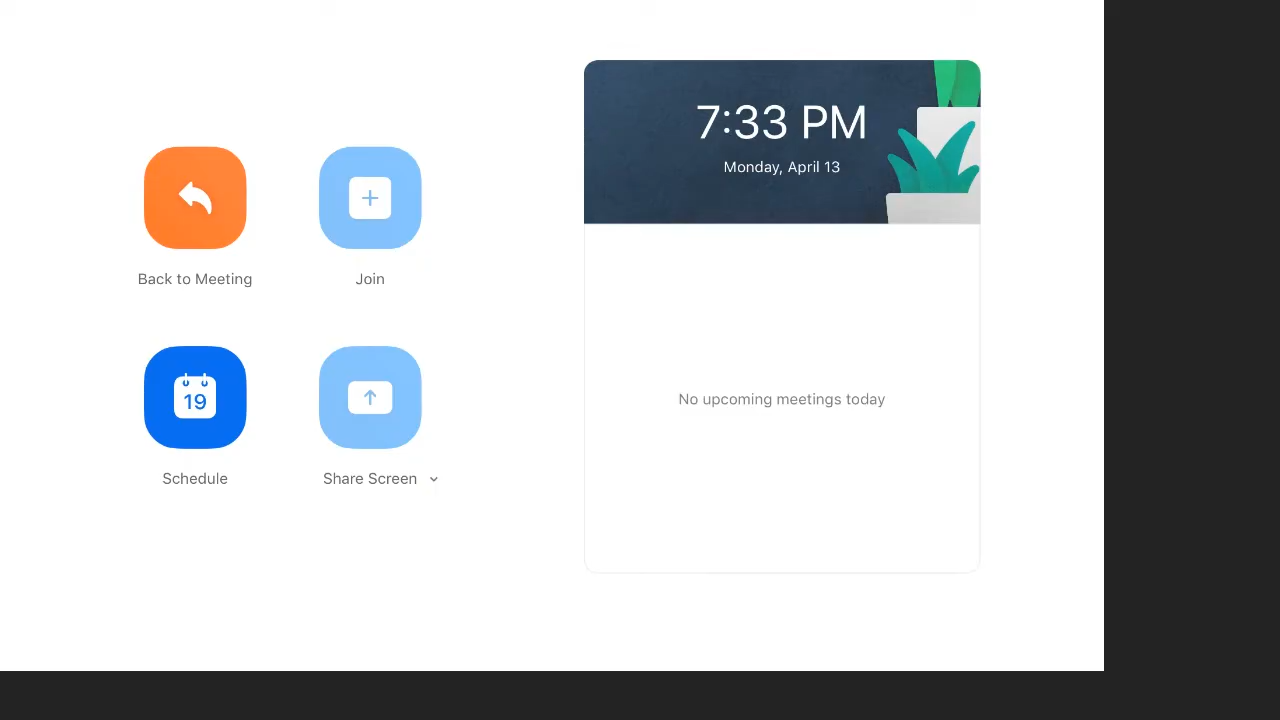 7:33 PM
Monday, April 13
Back to Meeting
Join
19
Schedule
Share Screen
No upcoming meetings today